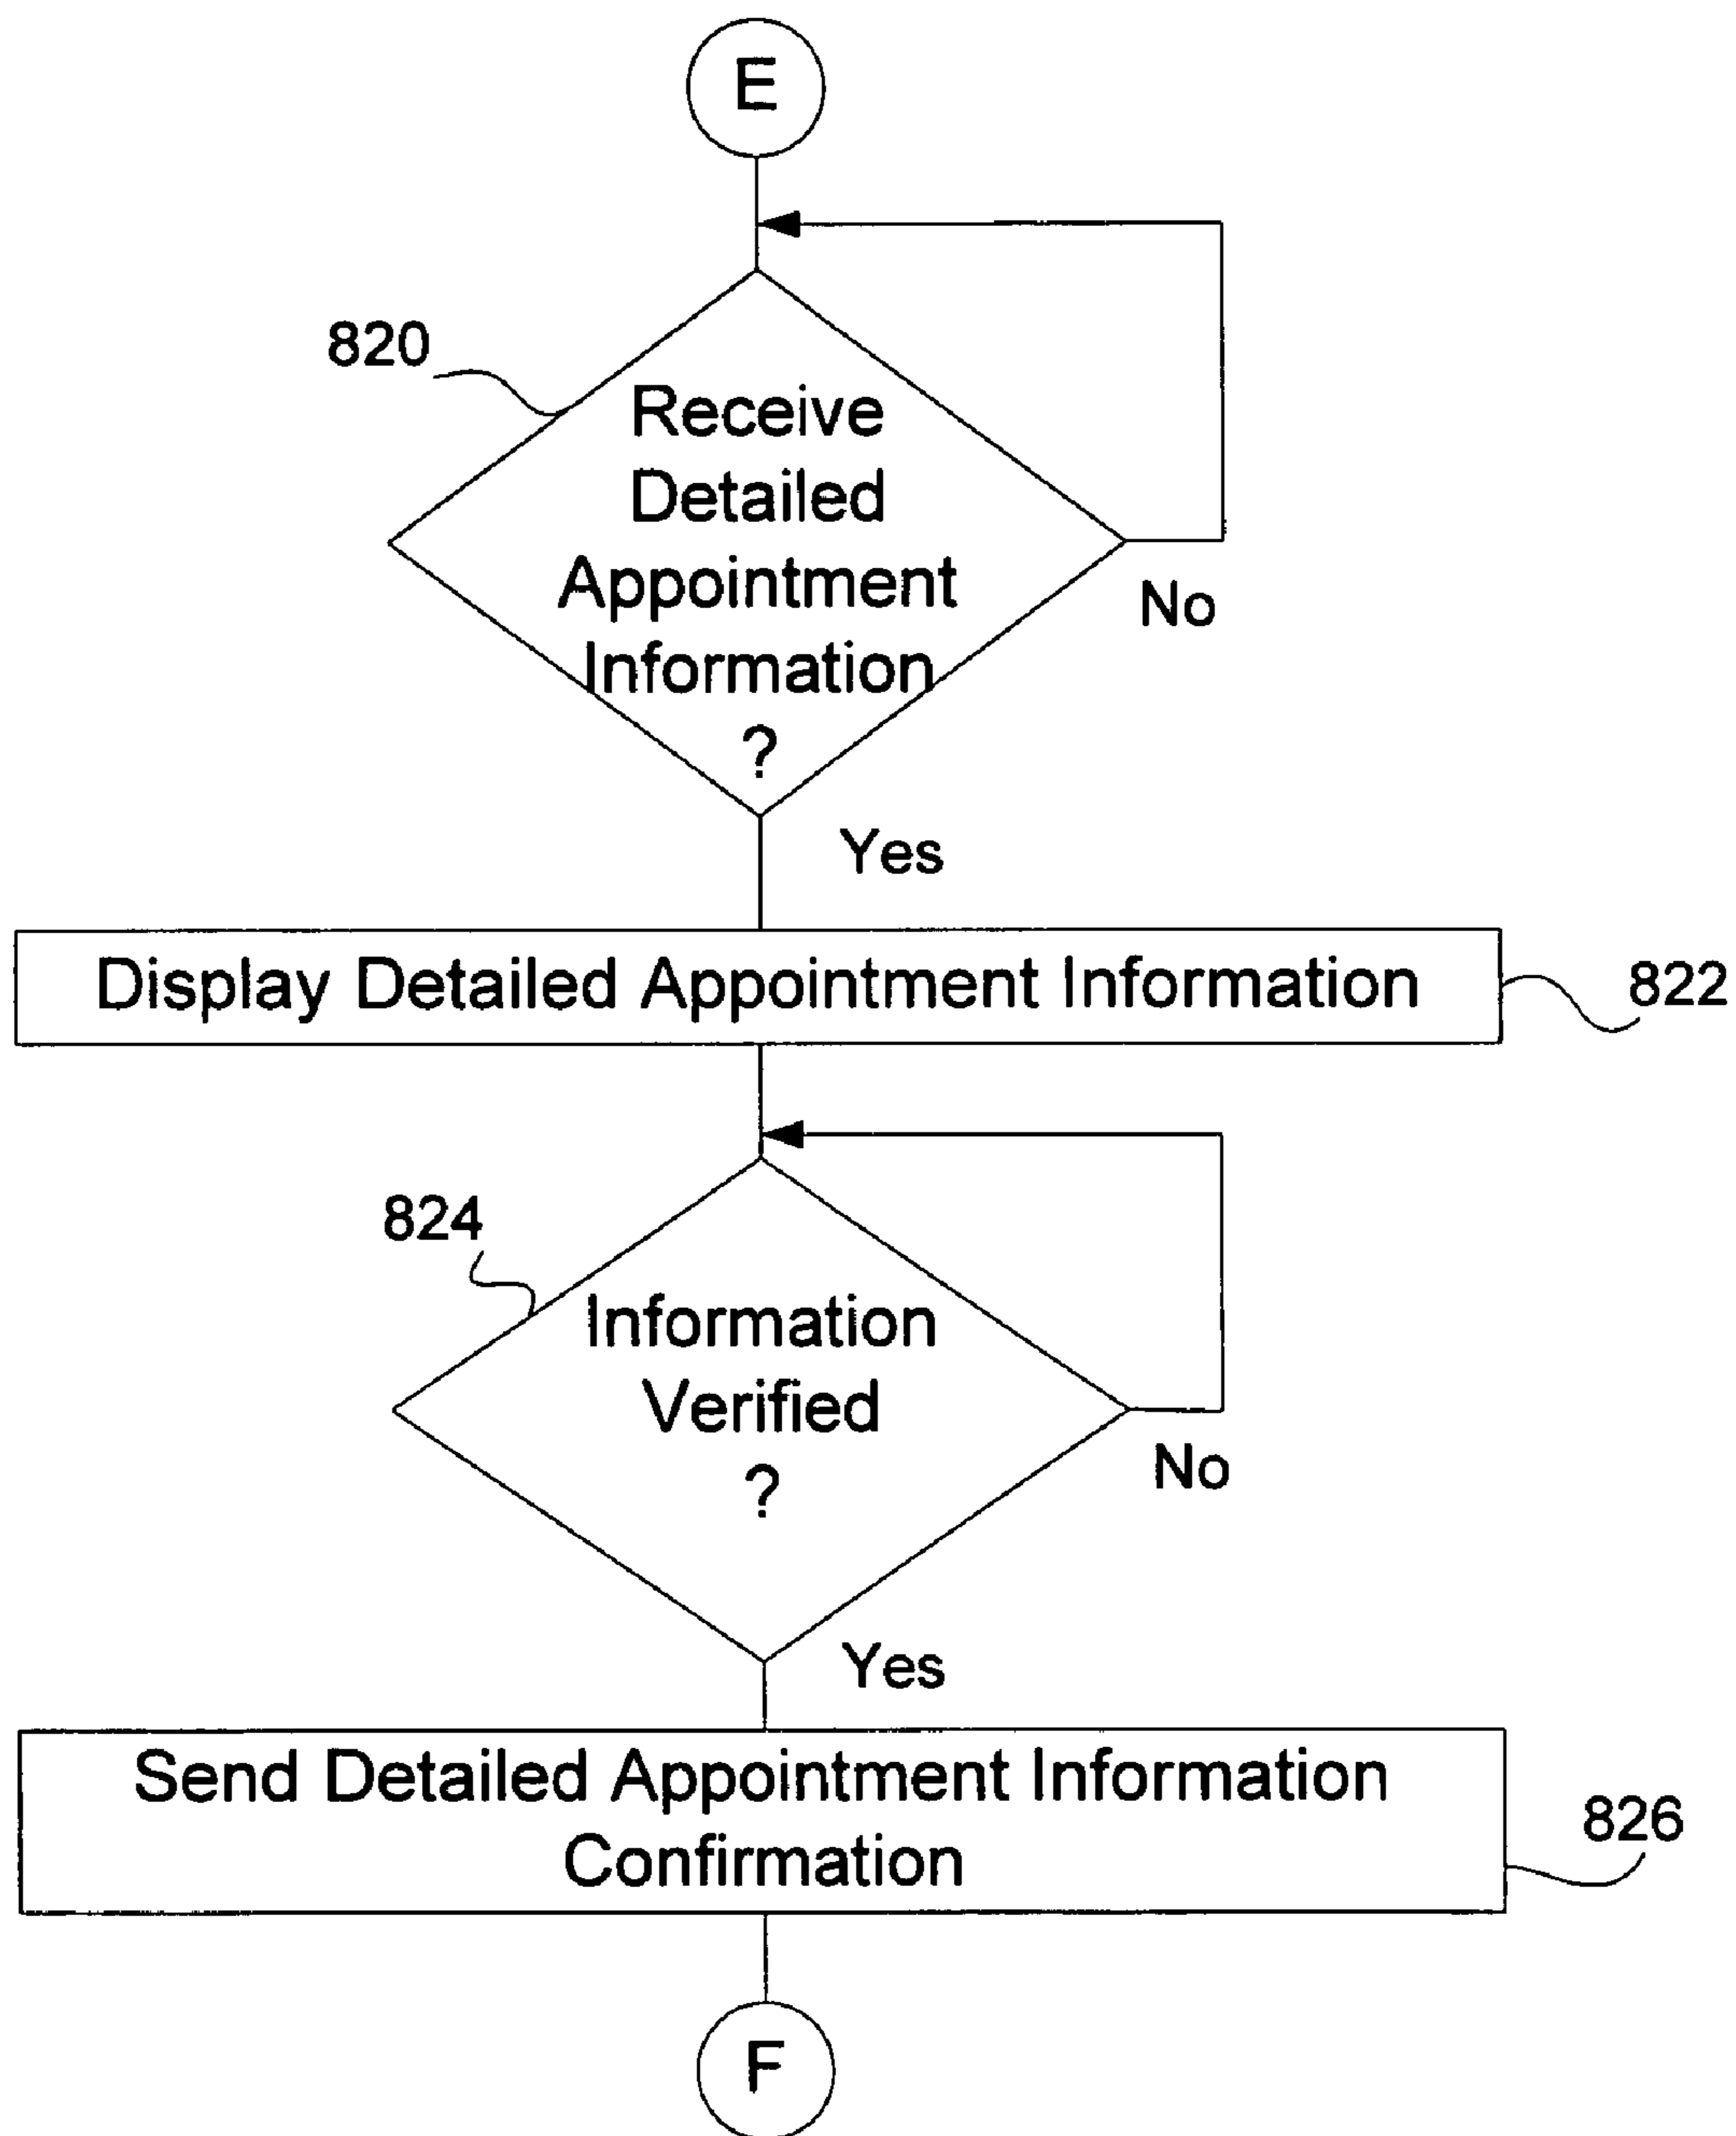 E
820
Receive
Detailed
Appointment
Information
?
No
Yes
Display Detailed Appointment Information
822
824
Information
Verified
?
No
Yes
Send Detailed Appointment Information
Confirmation
826
F